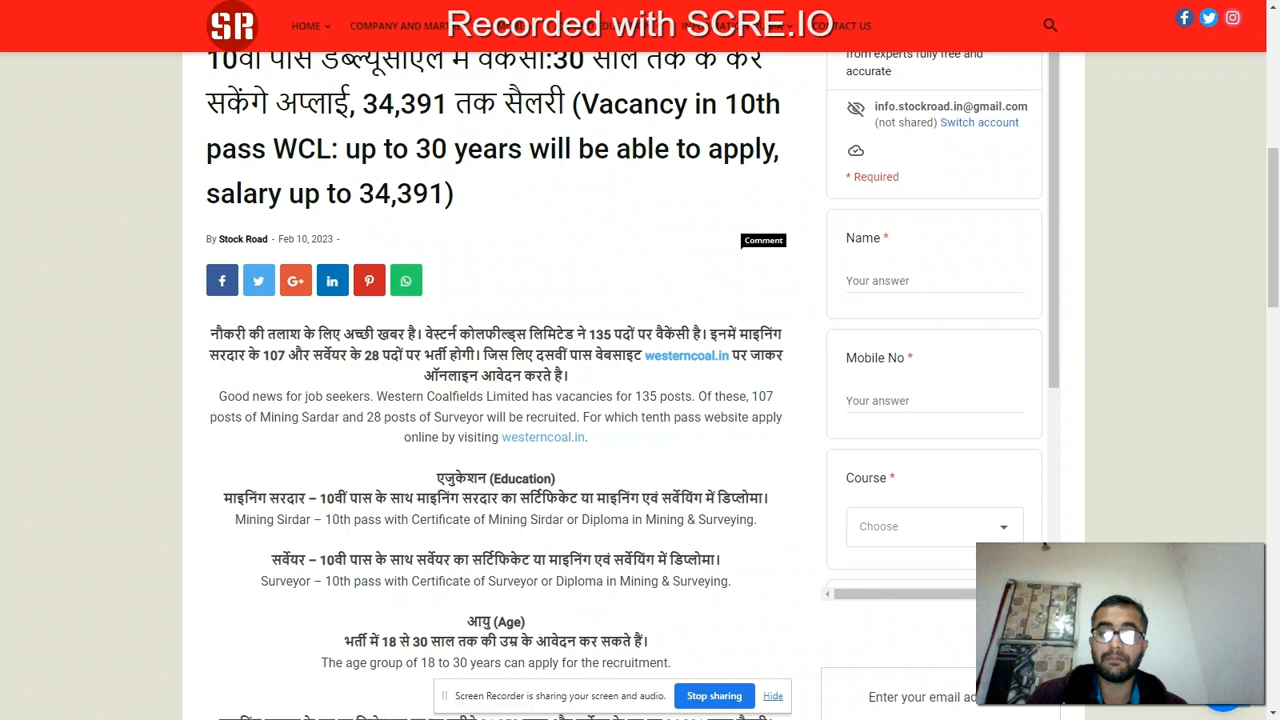 SR
HOME
COMPANY AND MART
Recorded with SCRE.IO
CONTACT US
10वीं पास डब्ल्यूसीएल में वैकेंसी:30 साल तक के कर
सकेंगे अप्लाई, 34,391 तक सैलरी (Vacancy in 10th
pass WCL: up to 30 years will be able to apply,
salary up to 34,391)
By Stock Road - Feb 10, 2023 -
Comment
नौकरी की तलाश के लिए अच्छी खबर है। वेस्टर्न कोलफील्ड्स लिमिटेड ने 135 पदों पर वैकेंसी है। इनमें माइनिंग
सरदार के 107 और सर्वेयर के 28 पदों पर भर्ती होगी। जिस लिए दसवीं पास वेबसाइट westerncoal.in पर जाकर
ऑनलाइन आवेदन करते है।
Good news for job seekers. Western Coalfields Limited has vacancies for 135 posts. Of these, 107
posts of Mining Sardar and 28 posts of Surveyor will be recruited. For which tenth pass website apply
online by visiting westerncoal.in.
एजुकेशन (Education)
माइनिंग सरदार – 10वीं पास के साथ माइनिंग सरदार का सर्टिफिकेट या माइनिंग एवं सर्वेयिंग में डिप्लोमा।
Mining Sirdar – 10th pass with Certificate of Mining Sirdar or Diploma in Mining & Surveying.
सर्वेयर – 10वी पास के साथ सर्वेयर का सर्टिफिकेट या माइनिंग एवं सर्वेयिंग में डिप्लोमा।
Surveyor – 10th pass with Certificate of Surveyor or Diploma in Mining & Surveying.
आयु (Age)
भर्ती में 18 से 30 साल तक की उम्र के आवेदन कर सकते हैं।
The age group of 18 to 30 years can apply for the recruitment.
from experts fully free and
accurate
info.stockroad.in@gmail.com
(not shared) Switch account
* Required
Name *
Your answer
Mobile No *
Your answer
Course *
Choose
Enter your email ad
Screen Recorder is sharing your screen and audio.
Stop sharing
Hide